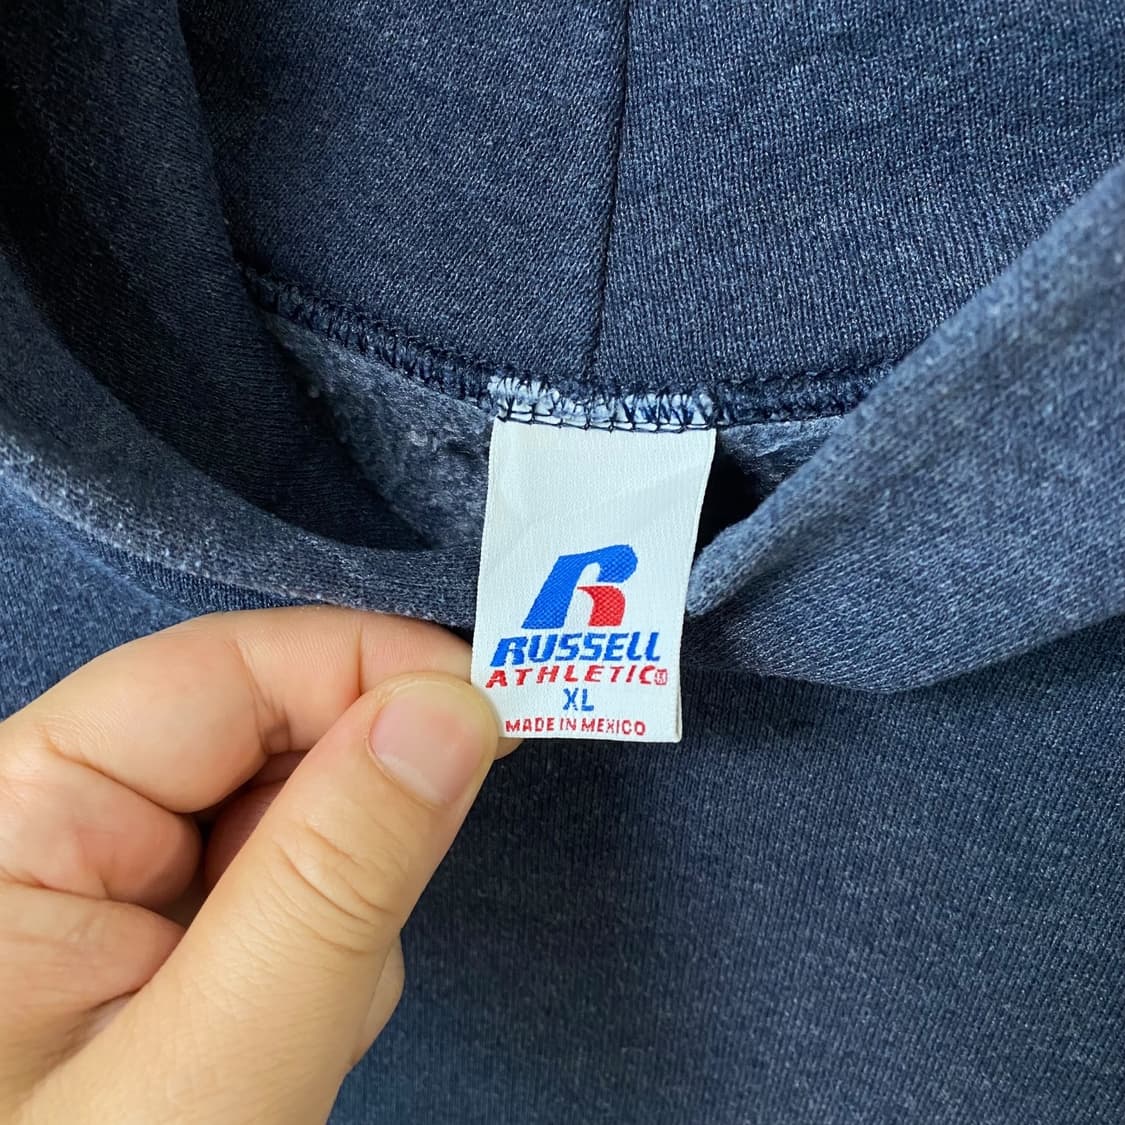 R
RUSSELL
ATHLETIC
XL
MADE IN MEXICO